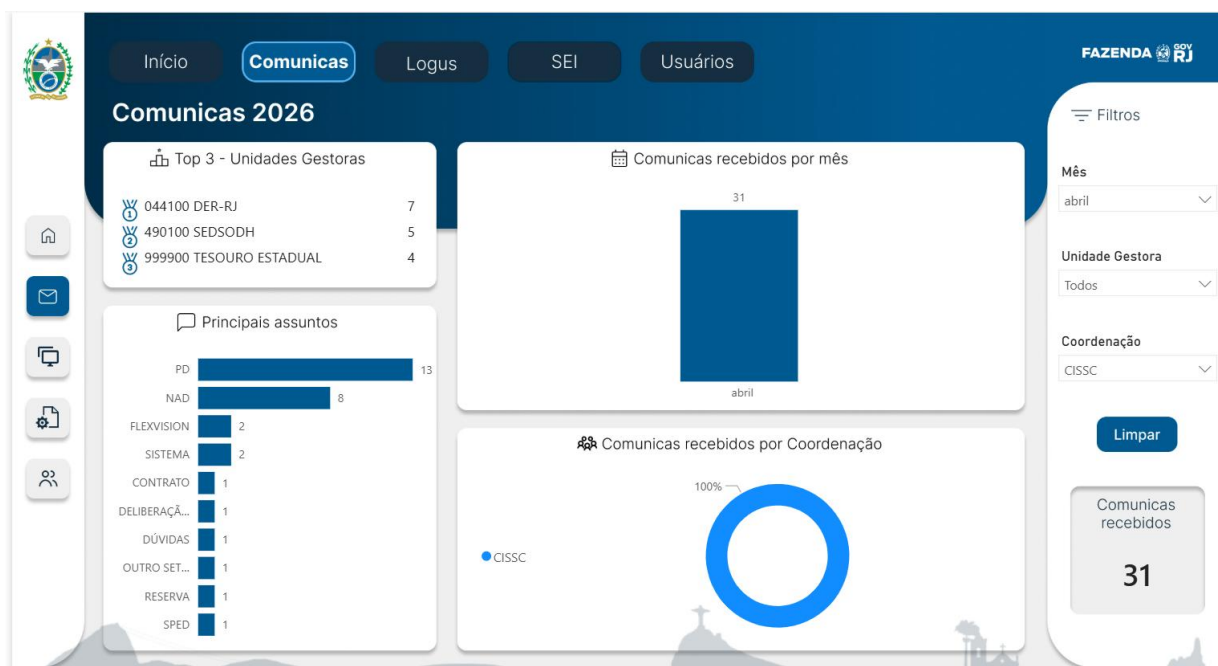 Início
Comunicas
Logus
SEI
Usuários
FAZENDA GOV RJ
Comunicas 2026
Filtros
Top 3 - Unidades Gestoras
1 044100 DER-RJ 7
2 490100 SEDSODH 5
3 999900 TESOURO ESTADUAL 4
Comunicas recebidos por mês
31
abril
Principais assuntos
PD 13
NAD 8
FLEXVISION 2
SISTEMA 2
CONTRATO 1
DELIBERAÇÃ... 1
DÚVIDAS 1
OUTRO SET... 1
RESERVA 1
SPED 1
Comunicas recebidos por Coordenação
100%
CISSC
Mês
abril
Unidade Gestora
Todos
Coordenação
CISSC
Limpar
Comunicas
recebidos
31